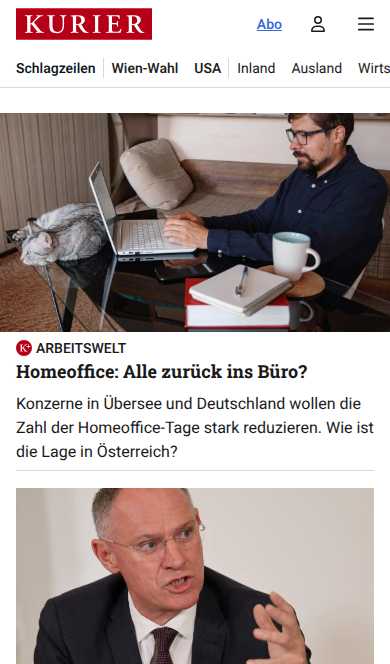 KURIER
Abo
Schlagzeilen Wien-Wahl USA Inland Ausland Wirts
K+ ARBEITSWELT
Homeoffice: Alle zurück ins Büro?
Konzerne in Übersee und Deutschland wollen die
Zahl der Homeoffice-Tage stark reduzieren. Wie ist
die Lage in Österreich?